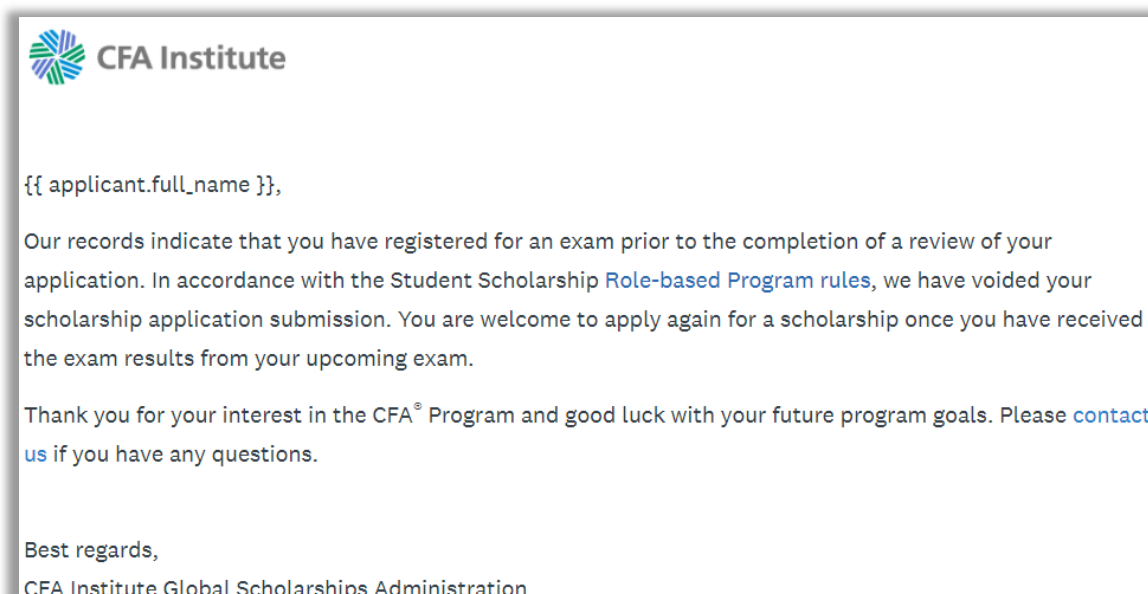 CFA Institute
{{ applicant.full_name }},
Our records indicate that you have registered for an exam prior to the completion of a review of your
application. In accordance with the Student Scholarship Role-based Program rules, we have voided your
scholarship application submission. You are welcome to apply again for a scholarship once you have received
the exam results from your upcoming exam.
Thank you for your interest in the CFA® Program and good luck with your future program goals. Please contact
us if you have any questions.
Best regards,
CFA Institute Global Scholarships Administration